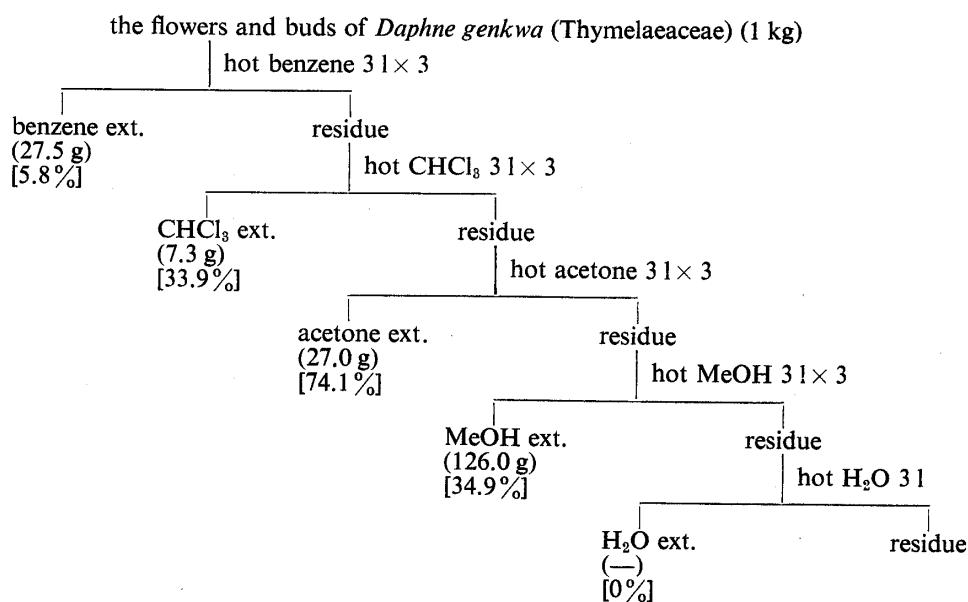 the flowers and buds of Daphne genkwa (Thymelaeaceae) (1 kg)
hot benzene 3 l × 3
benzene ext.
(27.5 g)
[5.8%]
residue
hot CHCl₃ 3 l × 3
CHCl₃ ext.
(7.3 g)
[33.9%]
residue
hot acetone 3 l × 3
acetone ext.
(27.0 g)
[74.1%]
residue
hot MeOH 3 l × 3
MeOH ext.
(126.0 g)
[34.9%]
residue
hot H₂O 3 l
H₂O ext.
(—)
[0%]
residue